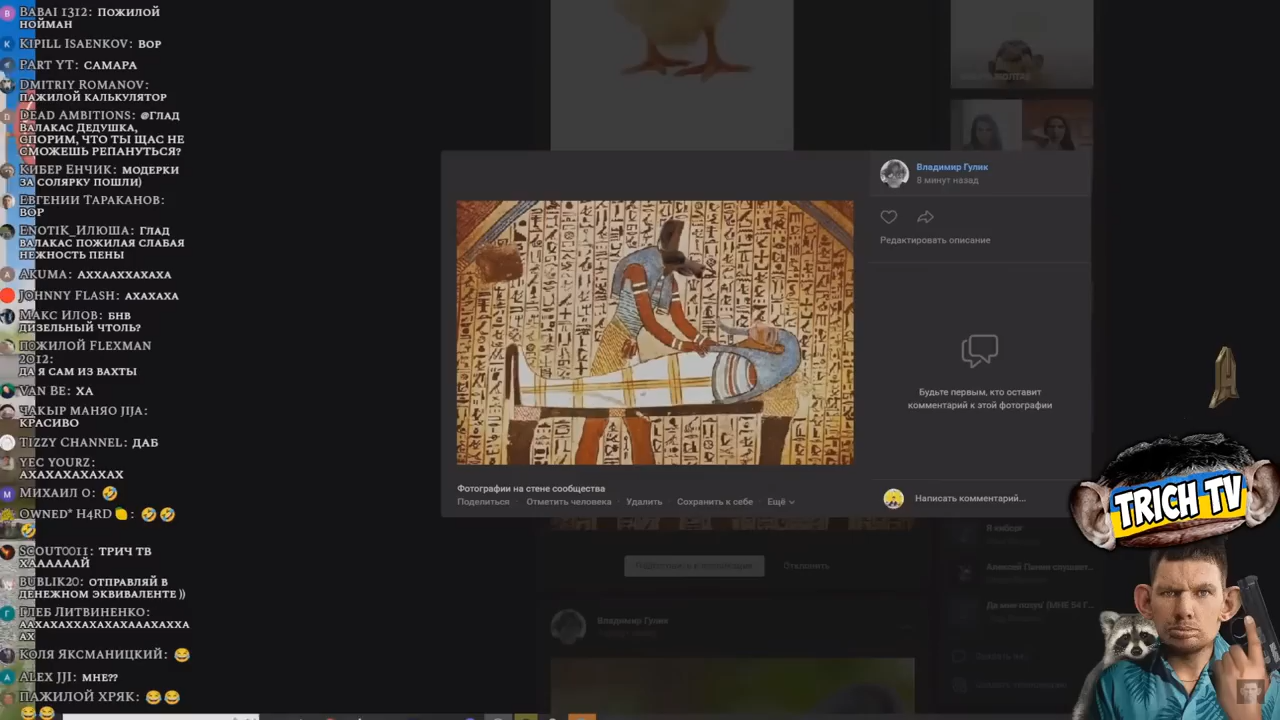 BABAI 1312: ПОЖИЛОЙ
НОЙМАН
KIPILL ISAENKOV: ВОР
PART YT: САМАРА
DMITRIY ROMANOV:
ПАЖИЛОЙ КАЛЬКУЛЯТОР
DEAD AMBITIONS: @ГЛАД
ВАЛАКАС ДЕДУШКА,
СПОРИМ, ЧТО ТЫ ЩАС НЕ
СМОЖЕШЬ РЕПАНУТЬСЯ?
КИБЕР ЕНЧИК: МОДЕРКИ
ЗА СОЛЯРКУ ПОШЛИ)
ЕВГЕНИИ ТАРАКАНОВ:
ВОР
ENOTIK_ИЛЮША: ГЛАД
ВАЛАКАС ПОЖИЛАЯ СЛАБАЯ
НЕЖНОСТЬ ПЕНЫ
AKUMA: АХХААХХАХАХА
JOHNNY FLASH: АХАХАХА
МАКС ИЛОВ: БНВ
ДИЗЕЛЬНЫЙ ЧТОЛЬ?
ПОЖИЛОЙ FLEXMAN
2012:
ДА Я САМ ИЗ ВАХТЫ
VAN BE: ХА
ЧАКЫР МАНЯО JIJA:
КРАСИВО
TIZZY CHANNEL: ДАБ
YEC YOURZ:
АХАХАХАХАХАХ
МИХАИЛ О: 🤣
OWNED* H4RD🍋: 🤣🤣
🤣
SCOUT0011: ТРИЧ ТВ
ХАААААААЙ
BUBLIK20: ОТПРАВЛЯЙ В
ДЕНЕЖНОМ ЭКВИВАЛЕНТЕ ))
ГЛЕБ ЛИТВИНЕНКО:
АААХАХАХХАХАХАХАААХАХХА
АХ
КОЛЯ ЯКСМАНИЦКИЙ: 😂
ALEX JJI: МНЕ??
ПАЖИЛОЙ ХРЯК: 😂😂
😂😂
Владимир Гулик
8 минут назад
Редактировать описание
Будьте первым, кто оставит
комментарий к этой фотографии
Фотографии на стене сообщества
Поделиться · Отметить человека · Удалить Сохранить к себе Ещё
Написать комментарий...
Отклонить
Владимир Гулик
TRICH TV